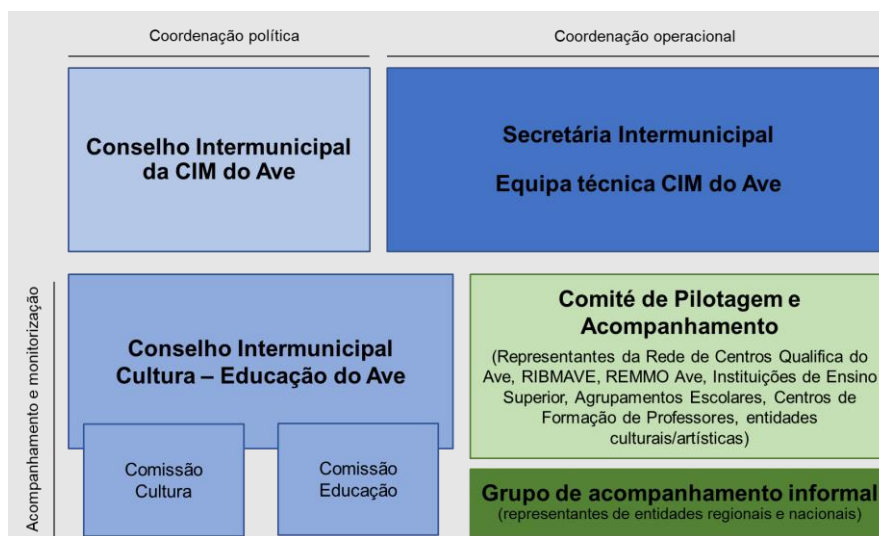 Coordenação política
Coordenação operacional
Conselho Intermunicipal
da CIM do Ave
Secretária Intermunicipal
Equipa técnica CIM do Ave
Acompanhamento e monitorização
Conselho Intermunicipal
Cultura – Educação do Ave
Comissão
Cultura
Comissão
Educação
Comité de Pilotagem e
Acompanhamento
(Representantes da Rede de Centros Qualifica do
Ave, RIBMAVE, REMMO Ave, Instituições de Ensino
Superior, Agrupamentos Escolares, Centros de
Formação de Professores, entidades
culturais/artísticas)
Grupo de acompanhamento informal
(representantes de entidades regionais e nacionais)